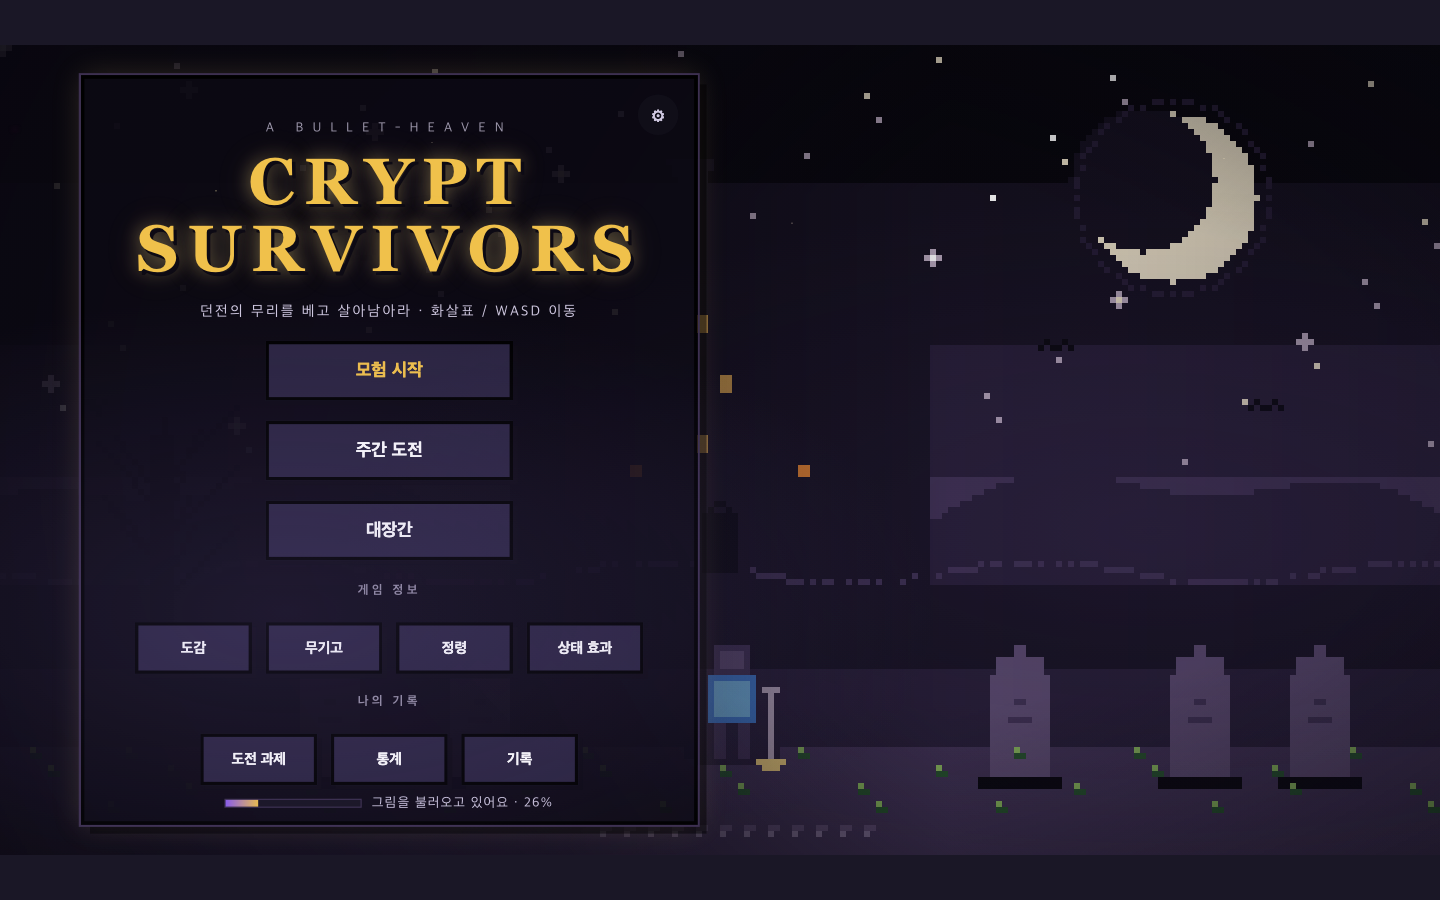 A BULLET-HEAVEN
CRYPT
SURVIVORS
던전의 무리를 베고 살아남아라 · 화살표 / WASD 이동
모험 시작
주간 도전
대장간
게임 정보
도감 무기고 정령 상태 효과
나의 기록
도전 과제 통계 기록
그림을 불러오고 있어요 · 26%